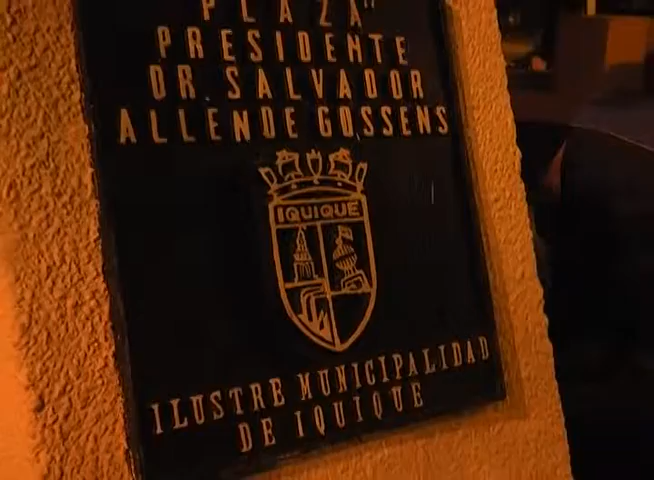 PLAZA"
PRESIDENTE
DR. SALVADOR
ALLENDE GOSSENS
IQUIQUE
ILUSTRE MUNICIPALIDAD
DE IQUIQUE